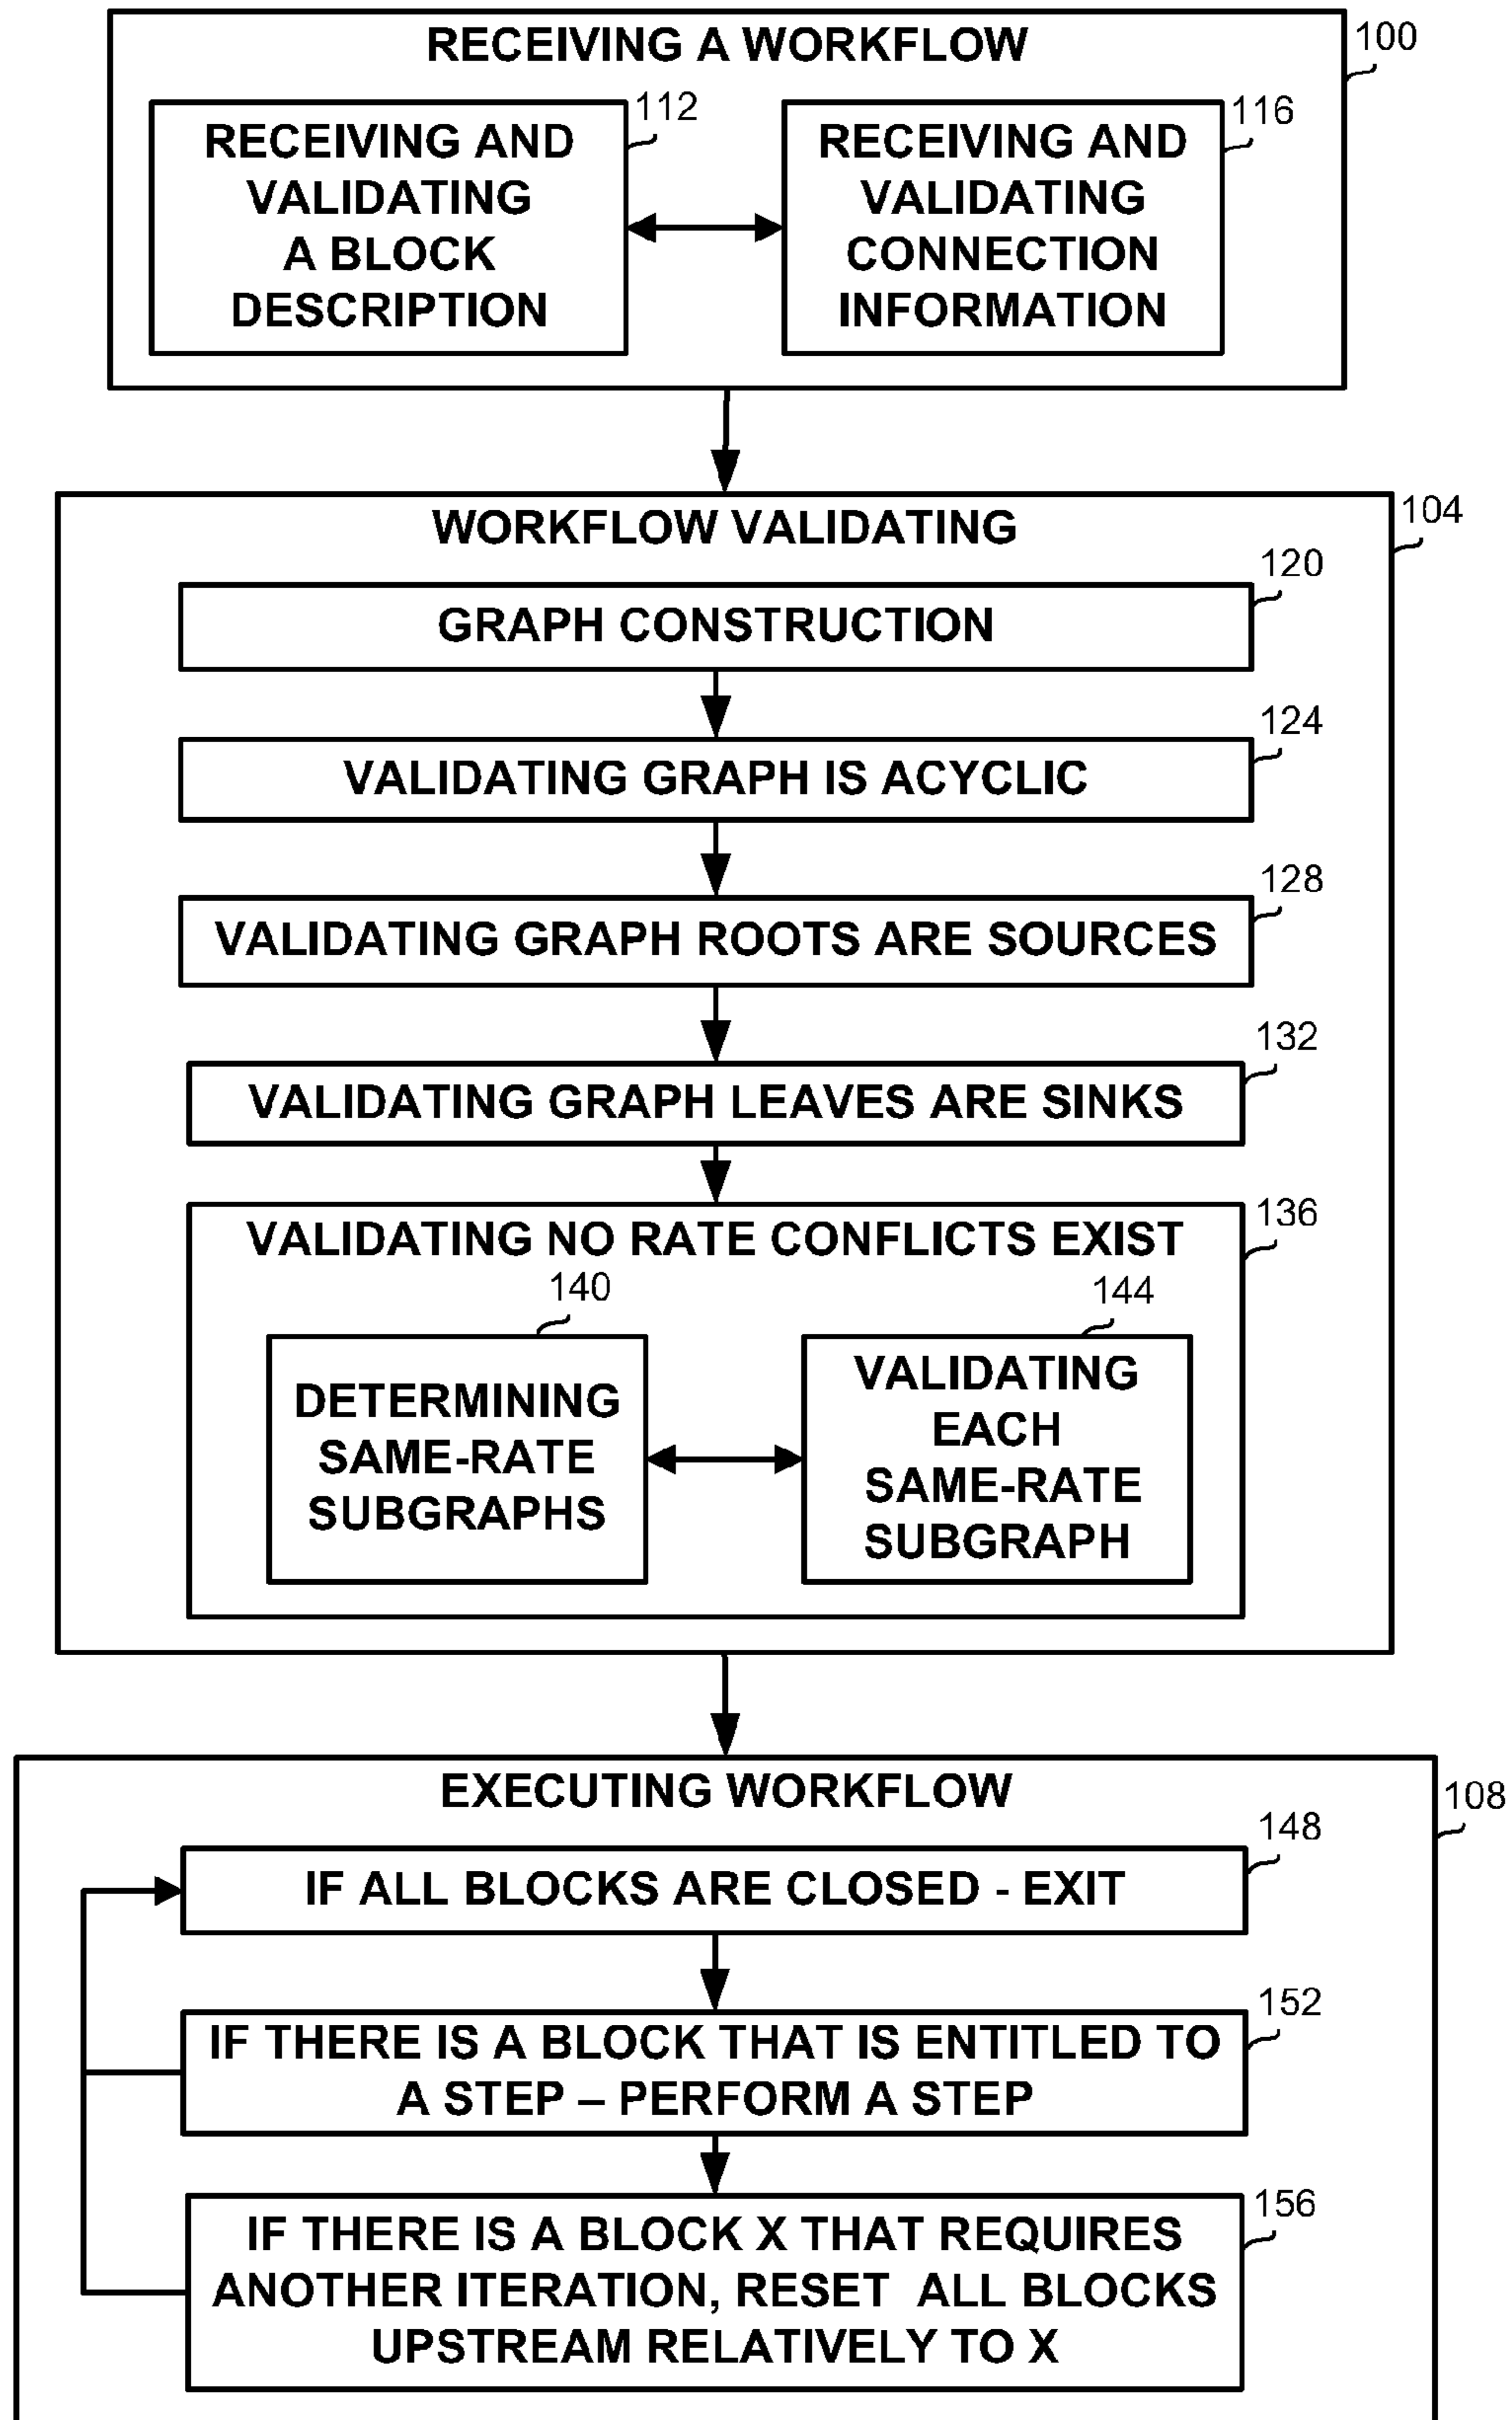 RECEIVING A WORKFLOW
100
RECEIVING AND
VALIDATING
A BLOCK
DESCRIPTION
112
RECEIVING AND
VALIDATING
CONNECTION
INFORMATION
116
WORKFLOW VALIDATING
104
GRAPH CONSTRUCTION
120
VALIDATING GRAPH IS ACYCLIC
124
VALIDATING GRAPH ROOTS ARE SOURCES
128
VALIDATING GRAPH LEAVES ARE SINKS
132
VALIDATING NO RATE CONFLICTS EXIST
136
140
DETERMINING
SAME-RATE
SUBGRAPHS
144
VALIDATING
EACH
SAME-RATE
SUBGRAPH
EXECUTING WORKFLOW
108
IF ALL BLOCKS ARE CLOSED - EXIT
148
IF THERE IS A BLOCK THAT IS ENTITLED TO
A STEP – PERFORM A STEP
152
IF THERE IS A BLOCK X THAT REQUIRES
ANOTHER ITERATION, RESET ALL BLOCKS
UPSTREAM RELATIVELY TO X
156